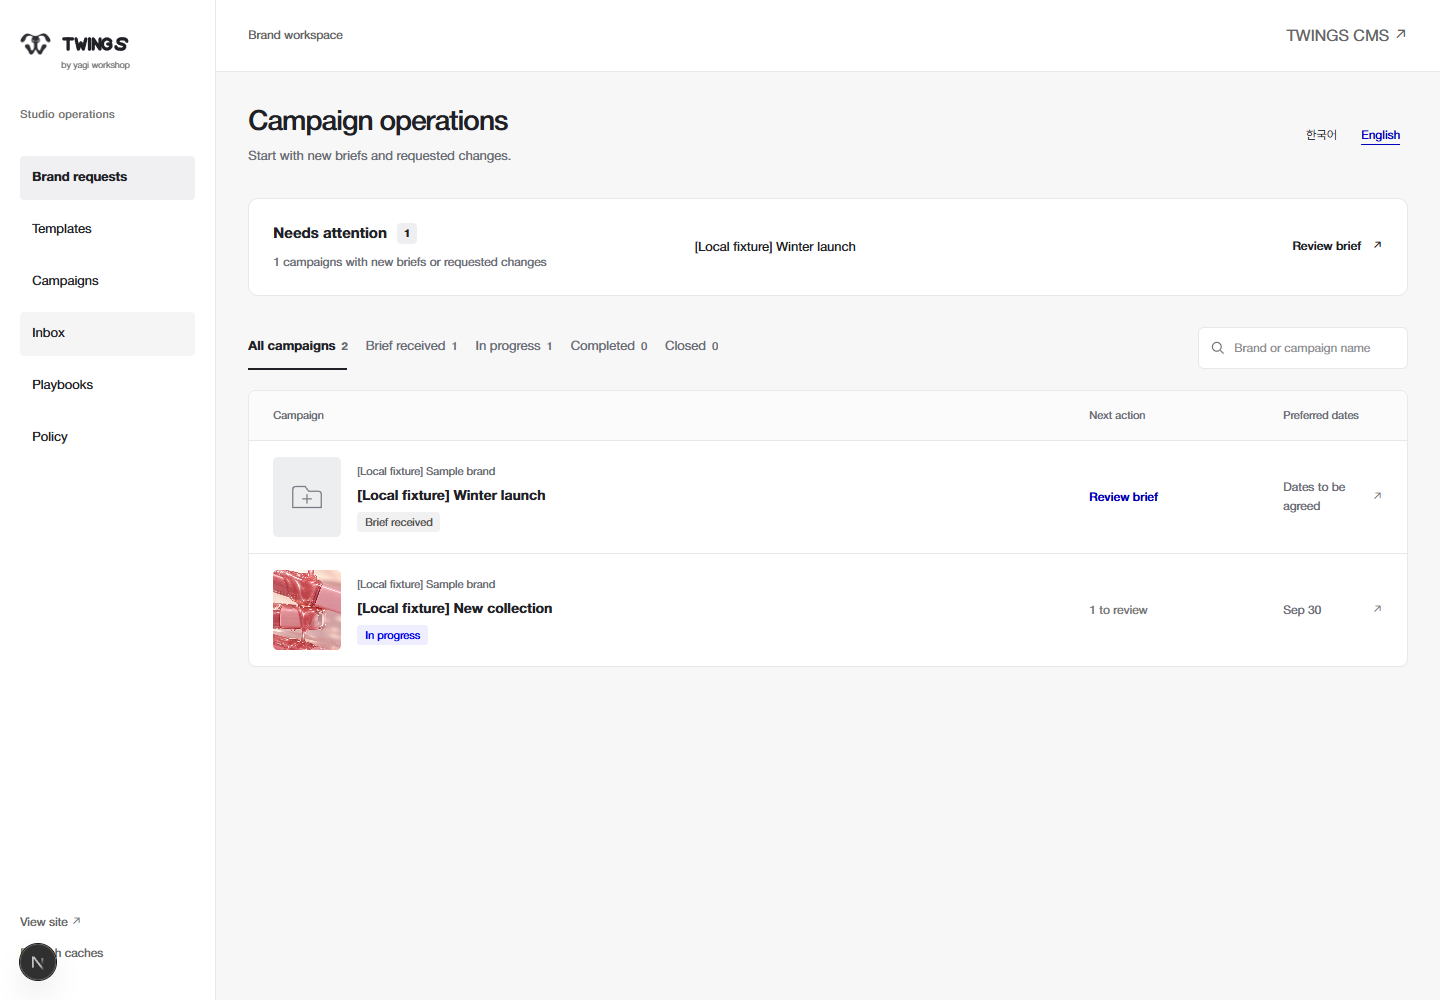 TWINGS
by yagi workshop
Studio operations
Brand requests
Templates
Campaigns
Inbox
Playbooks
Policy
View site
caches
N
Brand workspace
TWINGS CMS
Campaign operations
Start with new briefs and requested changes.
한국어
English
Needs attention 1
1 campaigns with new briefs or requested changes
[Local fixture] Winter launch
Review brief
All campaigns 2
Brief received 1
In progress 1
Completed 0
Closed 0
Brand or campaign name
Campaign
Next action
Preferred dates
[Local fixture] Sample brand
[Local fixture] Winter launch
Brief received
Review brief
Dates to be
agreed
[Local fixture] Sample brand
[Local fixture] New collection
In progress
1 to review
Sep 30